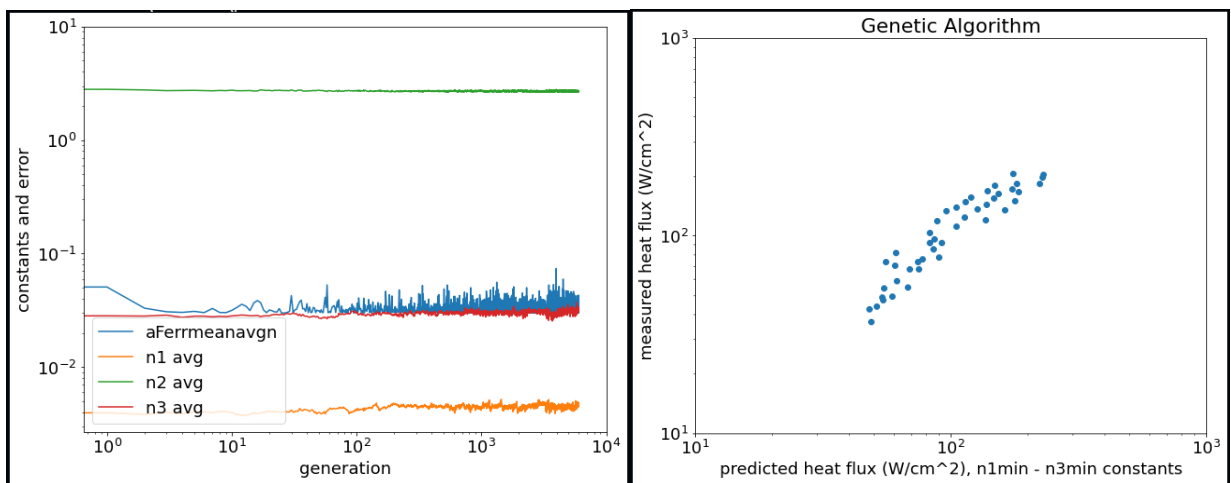 10^1
10^0
10^-1
10^-2
constants and error
aFerrmeanavgn
n1 avg
n2 avg
n3 avg
10^0
10^1
10^2
10^3
10^4
generation
Genetic Algorithm
10^3
10^2
10^1
measured heat flux (W/cm^2)
10^1
10^2
10^3
predicted heat flux (W/cm^2), n1min - n3min constants